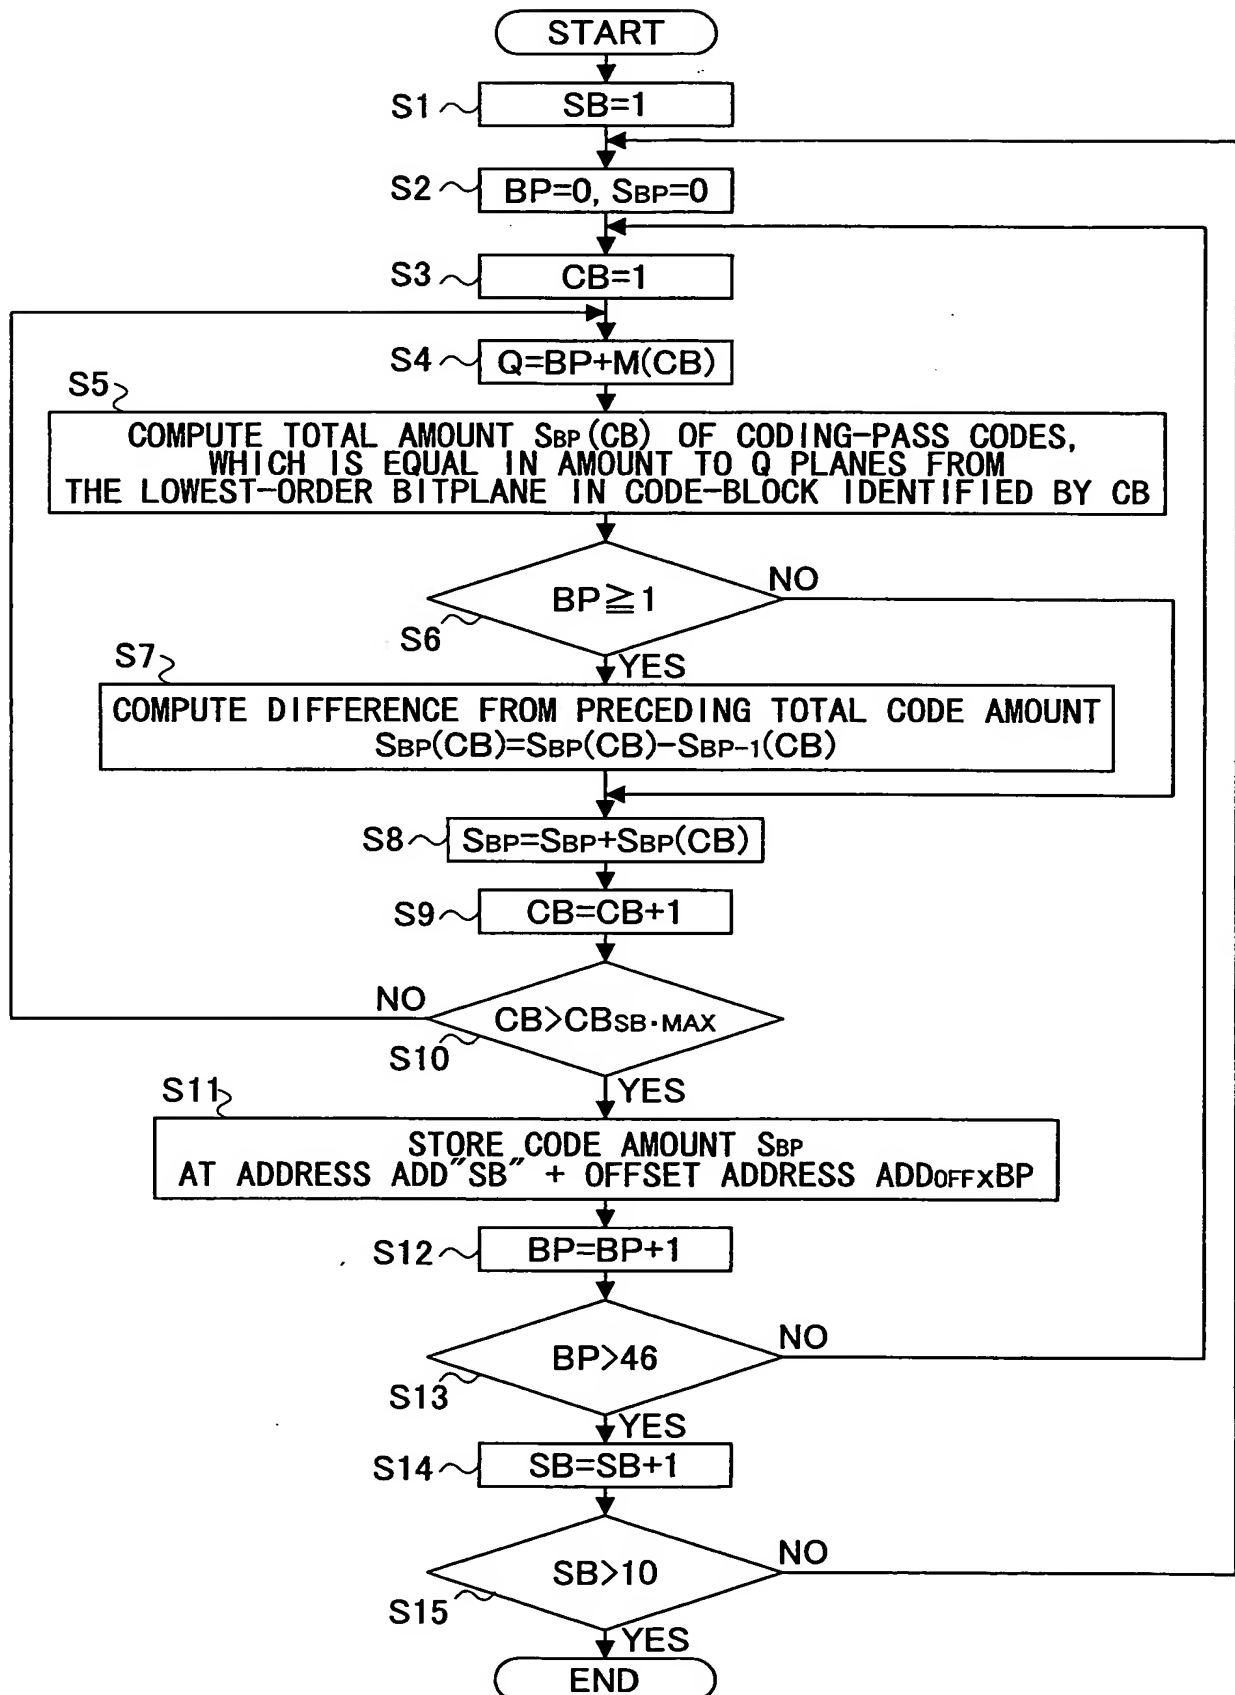 START
S1 SB=1
S2 BP=0, SBP=0
S3 CB=1
S4 Q=BP+M(CB)
S5
COMPUTE TOTAL AMOUNT SBP(CB) OF CODING-PASS CODES,
WHICH IS EQUAL IN AMOUNT TO Q PLANES FROM
THE LOWEST-ORDER BITPLANE IN CODE-BLOCK IDENTIFIED BY CB
BP≧1 NO
S6
YES
S7
COMPUTE DIFFERENCE FROM PRECEDING TOTAL CODE AMOUNT
SBP(CB)=SBP(CB)-SBP-1(CB)
S8 SBP=SBP+SBP(CB)
S9 CB=CB+1
NO CB>CBSB·MAX
S10
YES
S11
STORE CODE AMOUNT SBP
AT ADDRESS ADD"SB" + OFFSET ADDRESS ADDOFFxBP
S12 BP=BP+1
BP>46 NO
S13
YES
S14 SB=SB+1
SB>10 NO
S15
YES
END